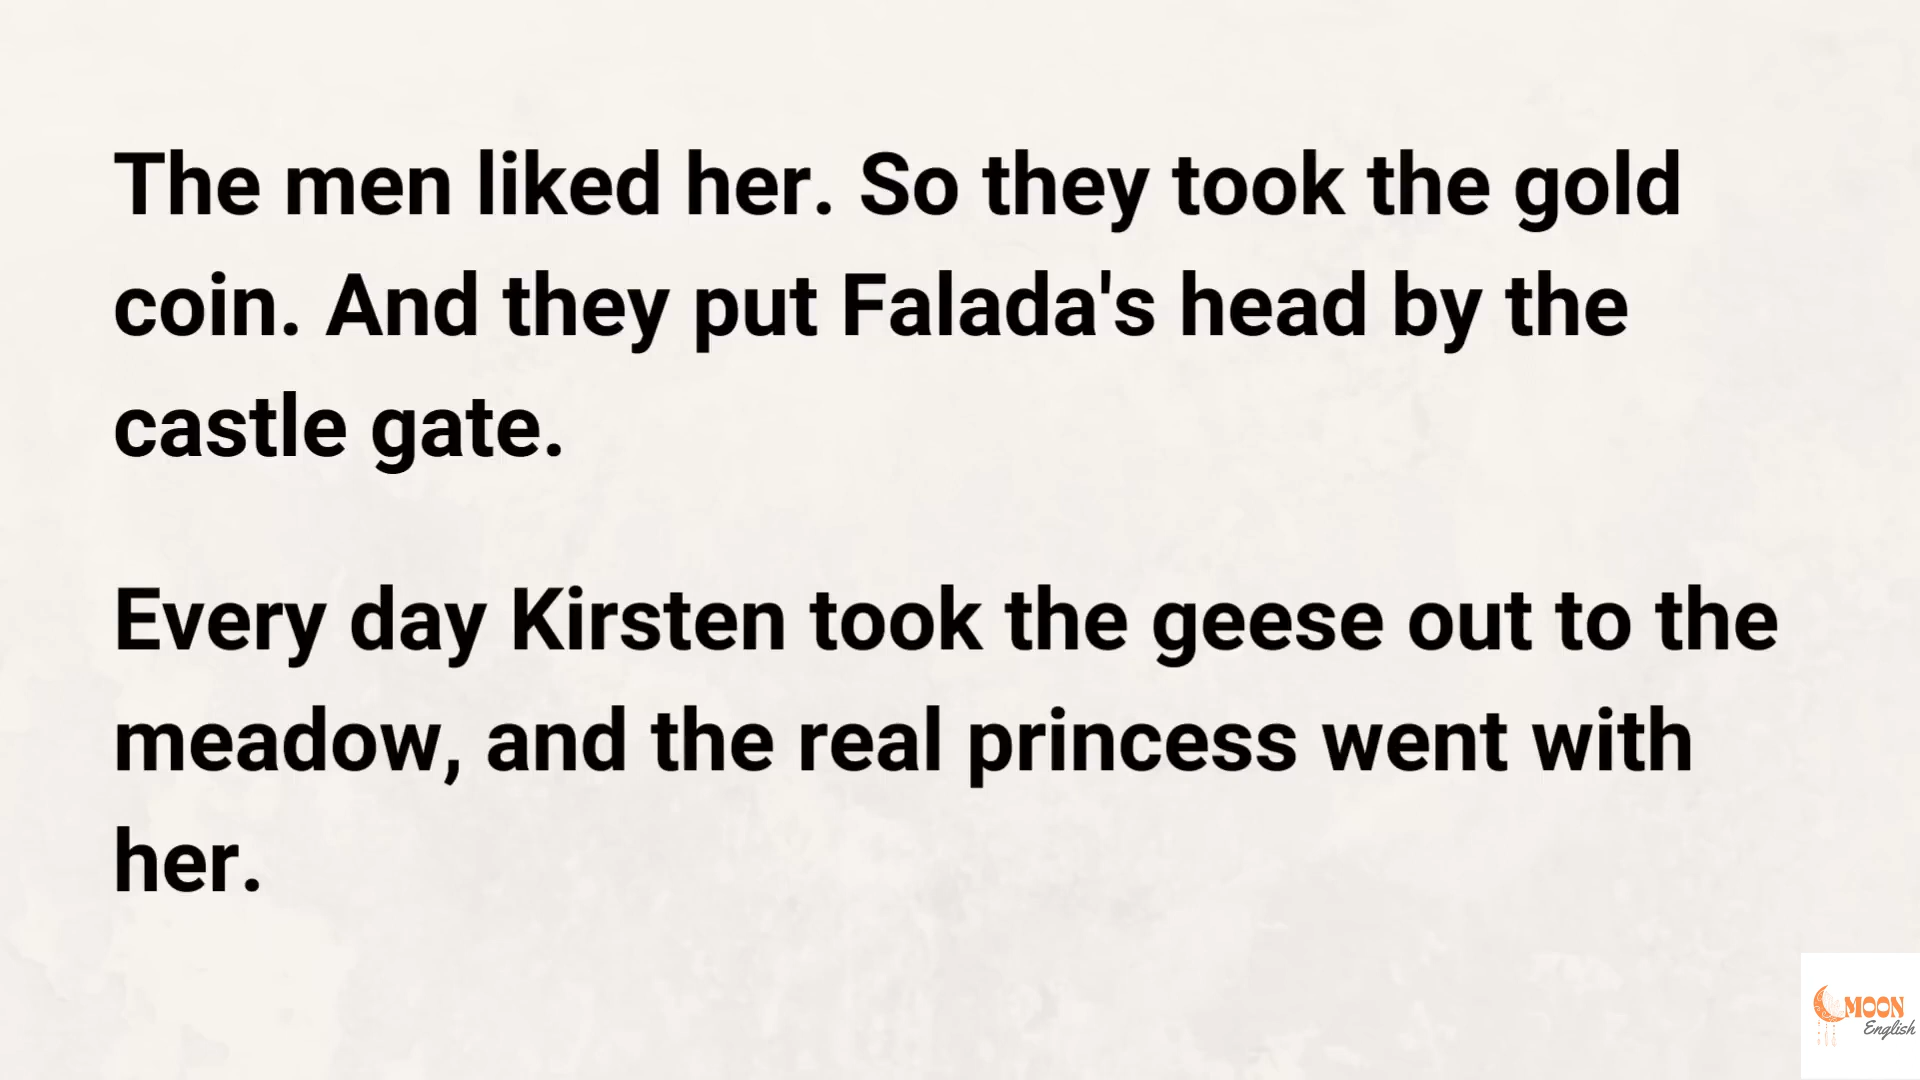 The men liked her. So they took the gold
coin. And they put Falada's head by the
castle gate.
Every day Kirsten took the geese out to the
meadow, and the real princess went with
her.
MOON
English